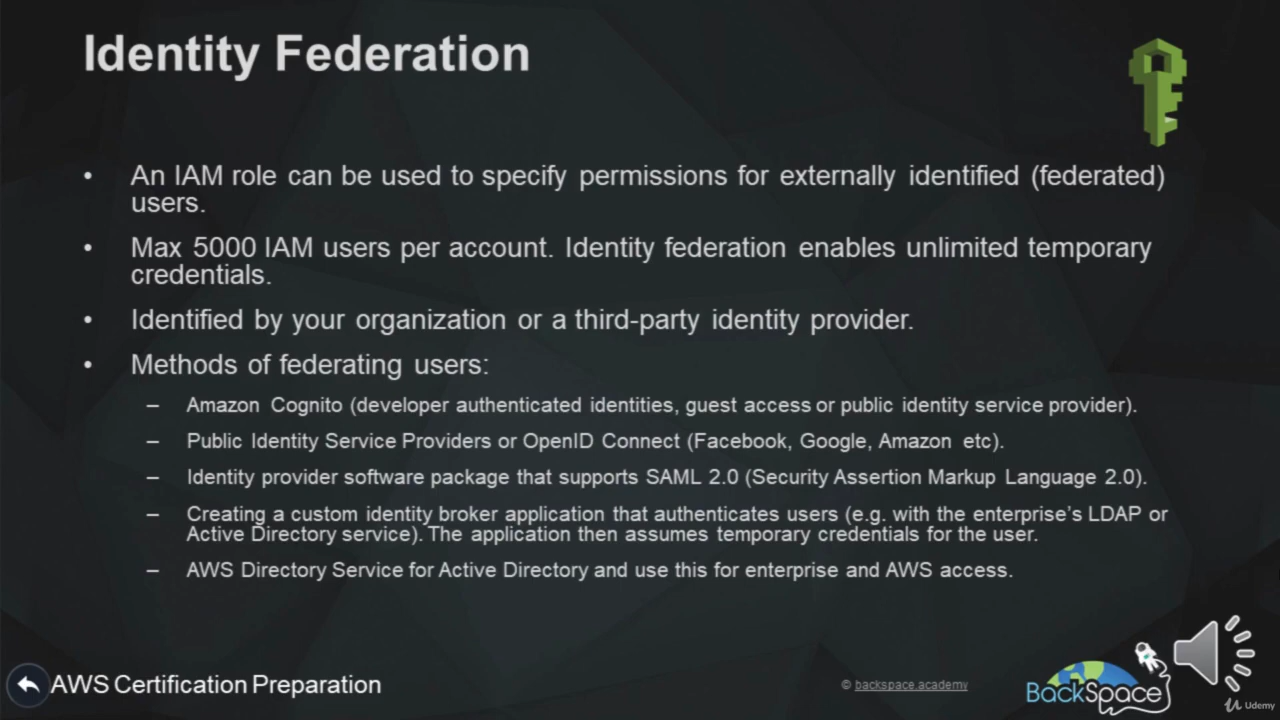 Identity Federation
• An IAM role can be used to specify permissions for externally identified (federated)
users.
• Max 5000 IAM users per account. Identity federation enables unlimited temporary
credentials.
• Identified by your organization or a third-party identity provider.
• Methods of federating users:
– Amazon Cognito (developer authenticated identities, guest access or public identity service provider).
– Public Identity Service Providers or OpenID Connect (Facebook, Google, Amazon etc).
– Identity provider software package that supports SAML 2.0 (Security Assertion Markup Language 2.0).
– Creating a custom identity broker application that authenticates users (e.g. with the enterprise's LDAP or
Active Directory service). The application then assumes temporary credentials for the user.
– AWS Directory Service for Active Directory and use this for enterprise and AWS access.
AWS Certification Preparation
© backspace.academy
BackSpace
Udemy